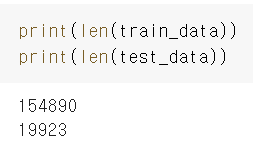 print(len(train_data))
print(len(test_data))
154890
19923